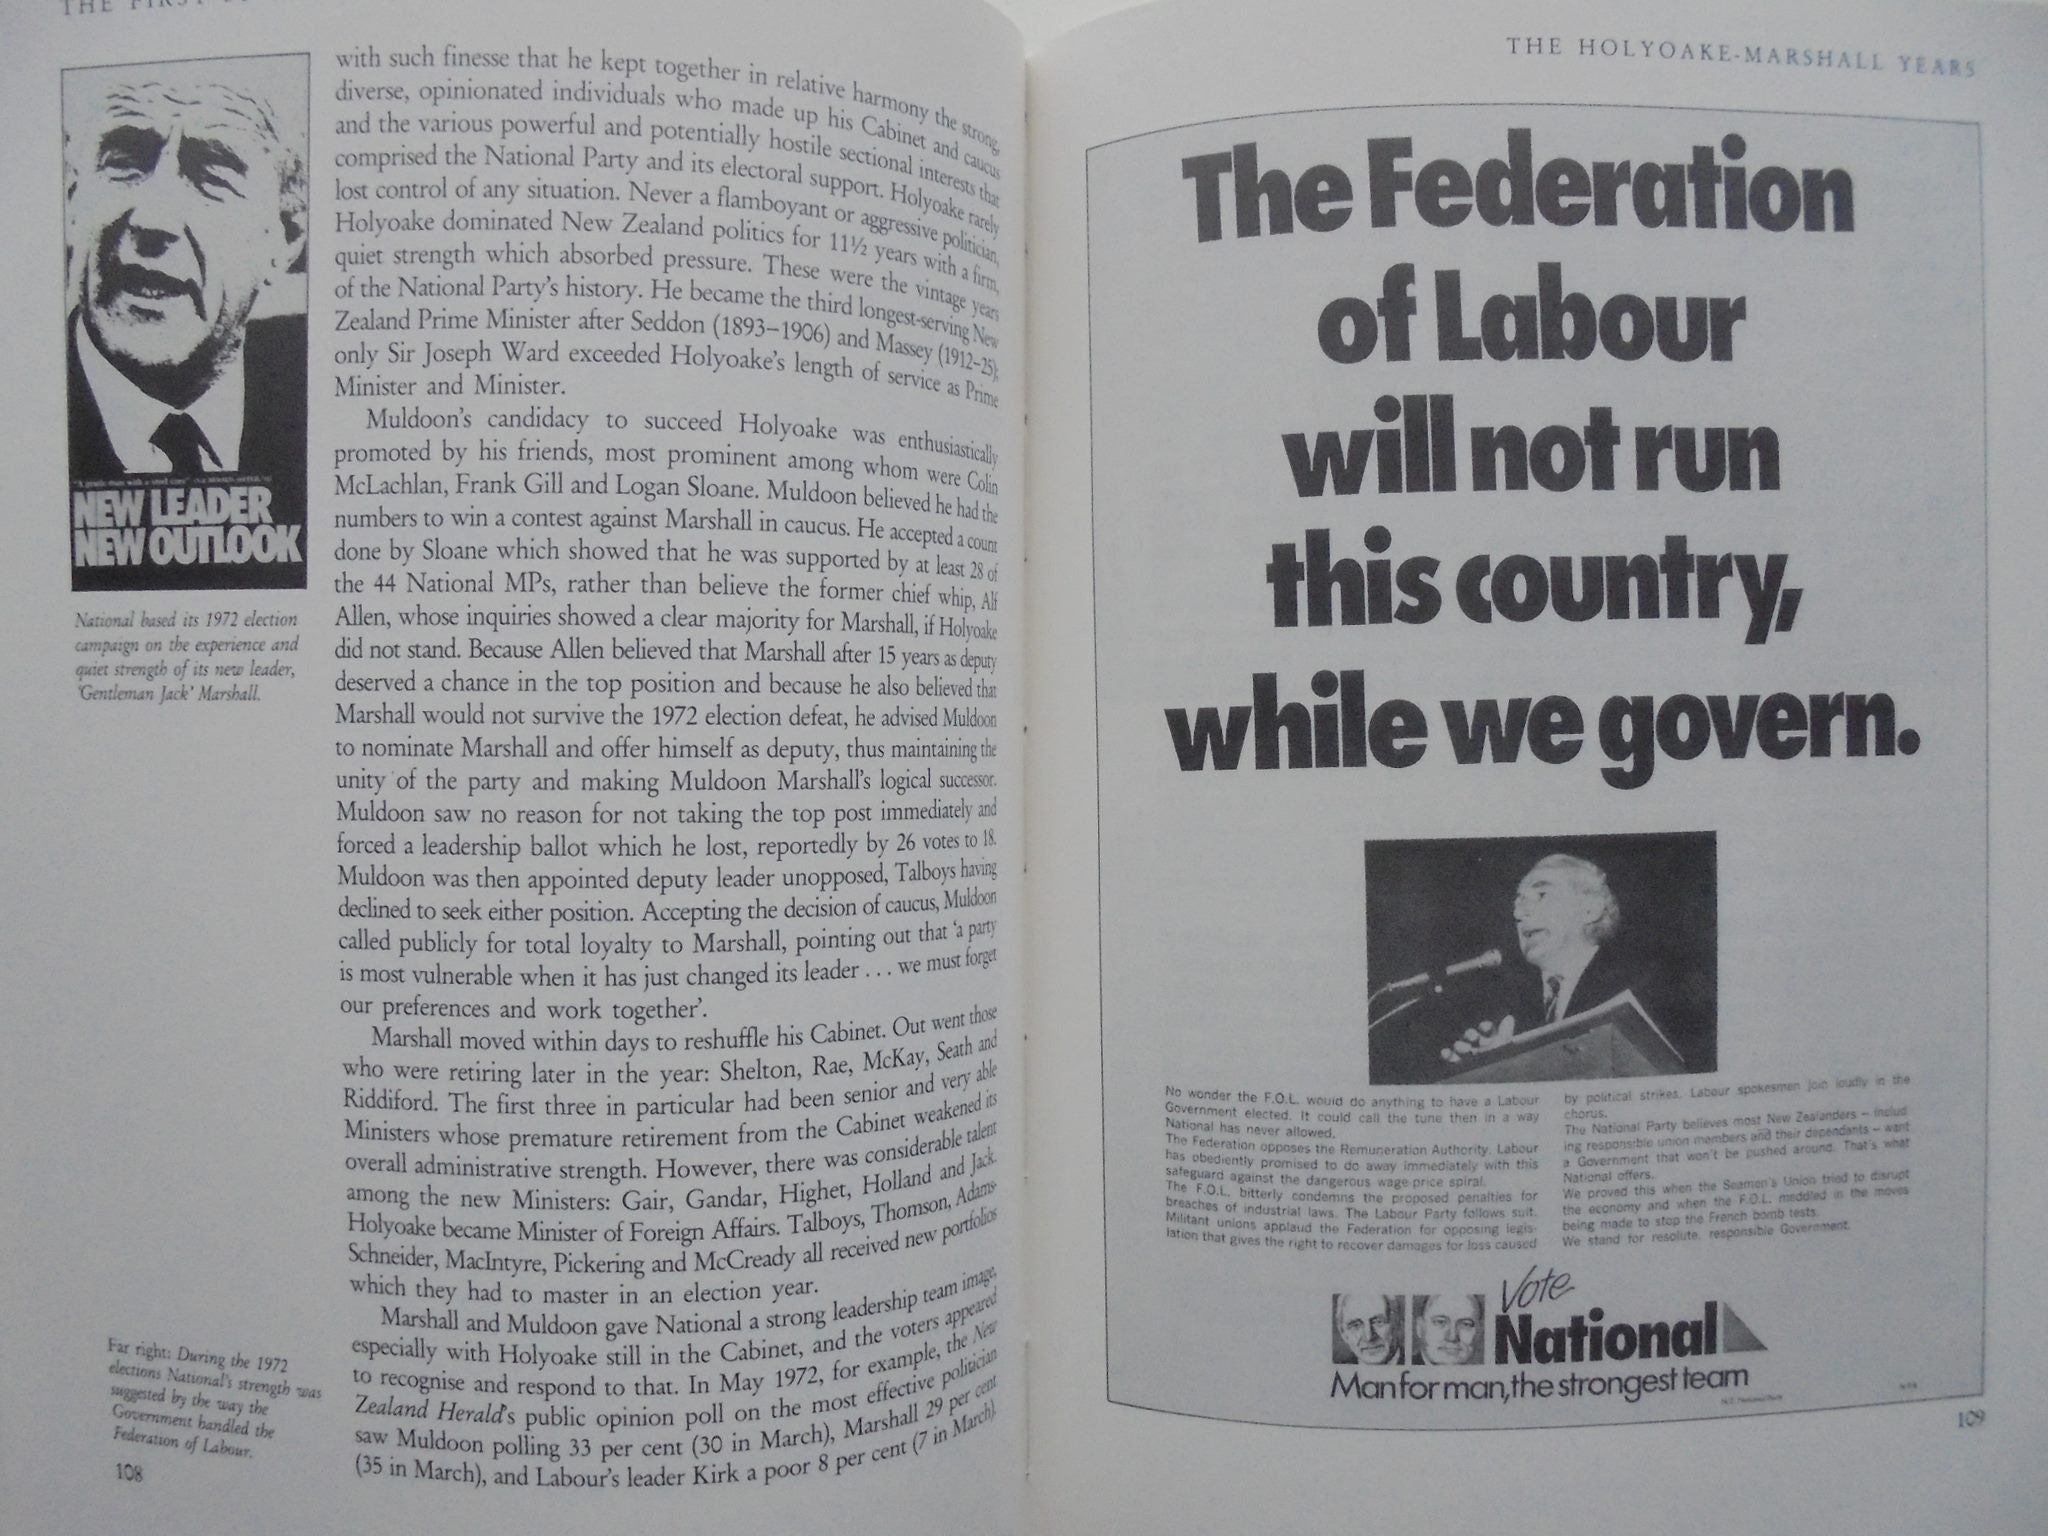 THE FIRST
"A gentle man with a steel core"
NEW LEADER
NEW OUTLOOK
National based its 1972 election
campaign on the experience and
quiet strength of its new leader,
'Gentleman Jack' Marshall.
with such finesse that he kept together in relative harmony the strong,
diverse, opinionated individuals who made up his Cabinet and caucus
and the various powerful and potentially hostile sectional interests that
comprised the National Party and its electoral support. Holyoake rarely
lost control of any situation. Never a flamboyant or aggressive politician,
Holyoake dominated New Zealand politics for 11½ years with a firm,
quiet strength which absorbed pressure. These were the vintage years
of the National Party's history. He became the third longest-serving New
Zealand Prime Minister after Seddon (1893–1906) and Massey (1912–25);
only Sir Joseph Ward exceeded Holyoake's length of service as Prime
Minister and Minister.
Muldoon's candidacy to succeed Holyoake was enthusiastically
promoted by his friends, most prominent among whom were Colin
McLachlan, Frank Gill and Logan Sloane. Muldoon believed he had the
numbers to win a contest against Marshall in caucus. He accepted a count
done by Sloane which showed that he was supported by at least 28 of
the 44 National MPs, rather than believe the former chief whip, Alf
Allen, whose inquiries showed a clear majority for Marshall, if Holyoake
did not stand. Because Allen believed that Marshall after 15 years as deputy
deserved a chance in the top position and because he also believed that
Marshall would not survive the 1972 election defeat, he advised Muldoon
to nominate Marshall and offer himself as deputy, thus maintaining the
unity of the party and making Muldoon Marshall's logical successor.
Muldoon saw no reason for not taking the top post immediately and
forced a leadership ballot which he lost, reportedly by 26 votes to 18.
Muldoon was then appointed deputy leader unopposed, Talboys having
declined to seek either position. Accepting the decision of caucus, Muldoon
called publicly for total loyalty to Marshall, pointing out that 'a party
is most vulnerable when it has just changed its leader . . . we must forget
our preferences and work together'.
Marshall moved within days to reshuffle his Cabinet. Out went those
who were retiring later in the year: Shelton, Rae, McKay, Seath and
Riddiford. The first three in particular had been senior and very able
Ministers whose premature retirement from the Cabinet weakened its
overall administrative strength. However, there was considerable talent
among the new Ministers: Gair, Gandar, Highet, Holland and Jack.
Holyoake became Minister of Foreign Affairs. Talboys, Thomson, Adams-
Schneider, MacIntyre, Pickering and McCready all received new portfolios
which they had to master in an election year.
Marshall and Muldoon gave National a strong leadership team image,
especially with Holyoake still in the Cabinet, and the voters appeared
to recognise and respond to that. In May 1972, for example, the New
Zealand Herald's public opinion poll on the most effective politician
saw Muldoon polling 33 per cent (30 in March), Marshall 29 per cent
(35 in March), and Labour's leader Kirk a poor 8 per cent (7 in March).
Far right: During the 1972
elections National's strength was
suggested by the way the
Government handled the
Federation of Labour.
108
THE HOLYOAKE-MARSHALL YEARS
The Federation
of Labour
will not run
this country,
while we govern.
No wonder the F.O.L. would do anything to have a Labour
Government elected. It could call the tune then in a way
National has never allowed.
The Federation opposes the Remuneration Authority. Labour
has obediently promised to do away immediately with this
safeguard against the dangerous wage-price spiral.
The F.O.L. bitterly condemns the proposed penalties for
breaches of industrial laws. The Labour Party follows suit.
Militant unions applaud the Federation for opposing legis-
lation that gives the right to recover damages for loss caused
by political strikes. Labour spokesmen join loudly in the
chorus.
The National Party believes most New Zealanders – includ
ing responsible union members and their dependants – want
a Government that won't be pushed around. That's what
National offers.
We proved this when the Seamen's Union tried to disrupt
the economy and when the F.O.L. meddled in the moves
being made to stop the French bomb tests.
We stand for resolute, responsible Government.
Vote
National
Man for man, the strongest team
109